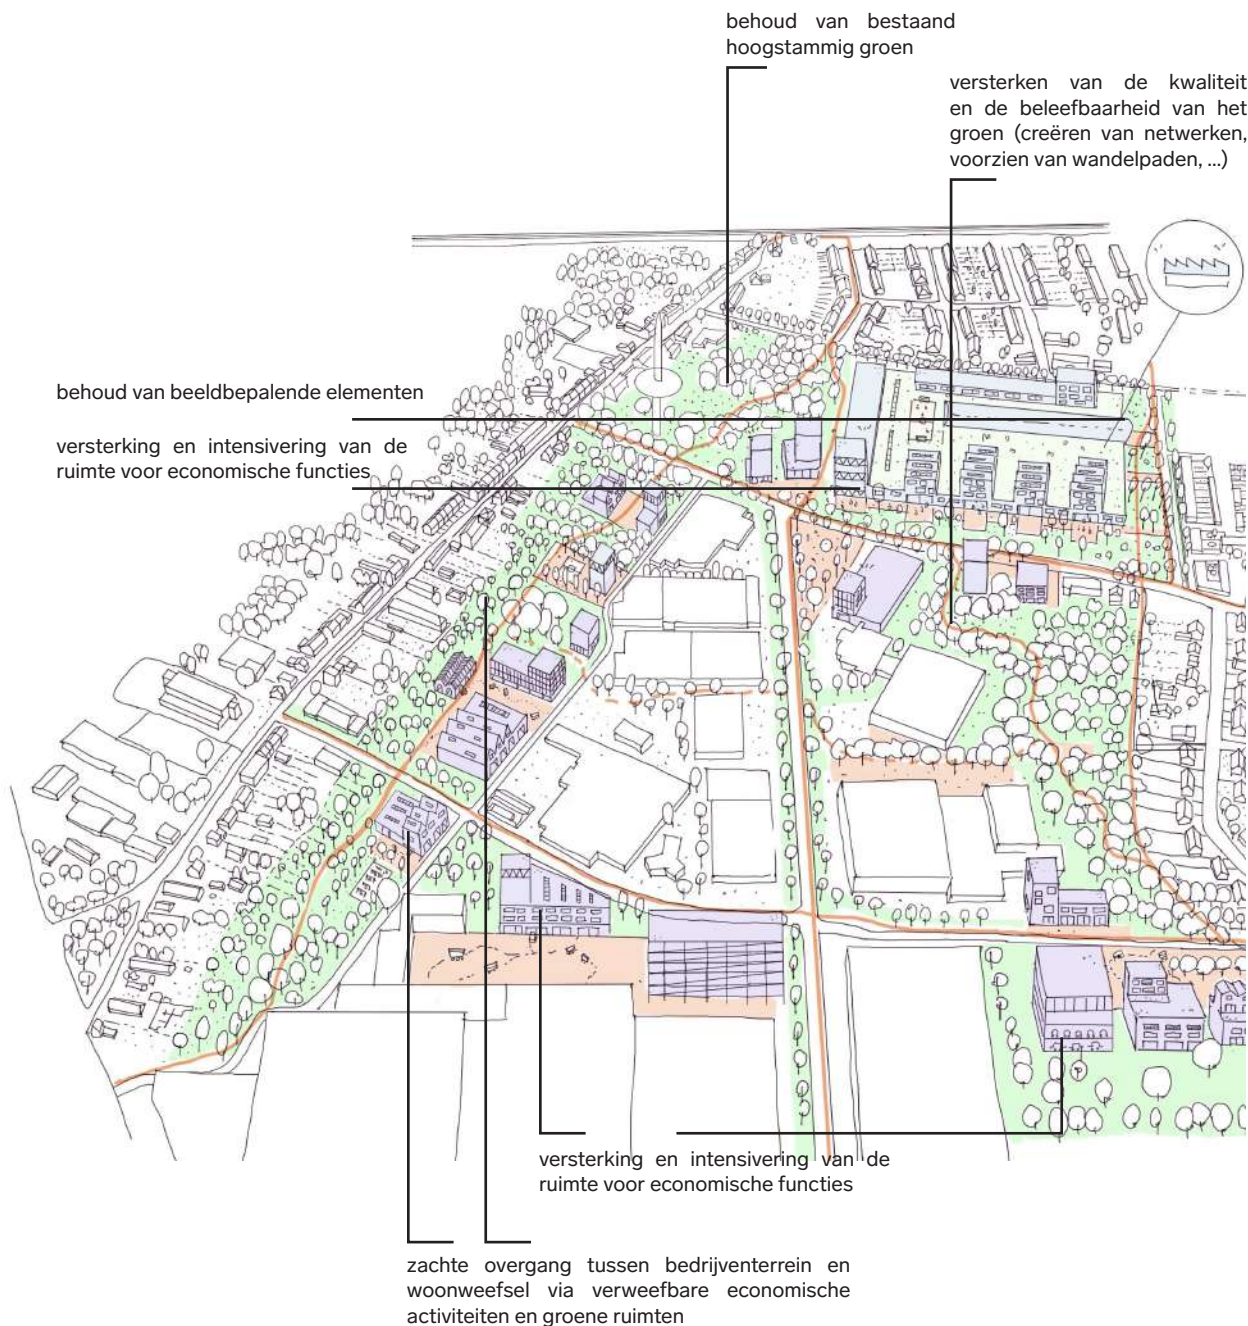 behoud van bestaand
hoogstammig groen
versterken van de kwaliteit
en de beleefbaarheid van het
groen (creëren van netwerken,
voorzien van wandelpaden, ...)
behoud van beeldbepalende elementen
versterking en intensivering van de
ruimte voor economische functies
versterking en intensivering van de
ruimte voor economische functies
zachte overgang tussen bedrijventerrein en
woonweefsel via verweefbare economische
activiteiten en groene ruimten